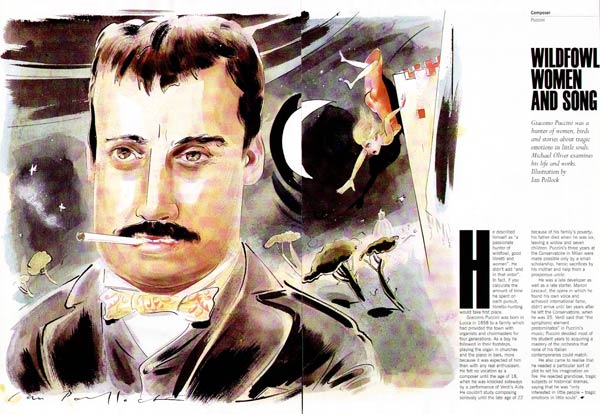 Composer
Puccini
WILDFOWL
WOMEN
AND SONG
Giacomo Puccini was a
hunter of women, birds
and stories about tragic
emotions in little souls.
Michael Oliver examines
his life and works.
Illustration by
Ian Pollock
He described
himself as "a
passionate
hunter of
wildfowl, good
libretti and
women". He
didn't add "and
in that order".
In fact, if you
calculate the
amount of time
he spent on
each pursuit,
libretto-hunting
would take first place.
Giacomo Puccini was born in
Lucca in 1858 to a family which
had provided the town with
organists and choirmasters for
four generations. As a boy he
followed in their footsteps,
playing the organ in churches
and the piano in bars, more
because it was expected of him
than with any real enthusiasm.
He felt no vocation as a
composer until the age of 18,
when he was knocked sideways
by a performance of Verdi's Aida
He couldn't study composing
seriously until the late age of 22
because of his family's poverty:
his father died when he was six,
leaving a widow and seven
children. Puccini's three years at
the Conservatoire in Milan were
made possible only by a small
scholarship, heroic sacrifices by
his mother and help from a
prosperous uncle.
He was a late developer as
well as a late starter. Manon
Lescaut, the opera in which he
found his own voice and
achieved international fame,
didn't arrive until ten years after
he left the Conservatoire, when
he was 35. Verdi said that "the
symphonic element
predominates" in Puccini's
music; Puccini devoted most of
his student years to acquiring a
mastery of the orchestra that
none of his Italian
contemporaries could match.
He also came to realise that
he needed a particular sort of
plot to set his imagination on
fire. He rejected grandiose, tragic
subjects or historical dramas,
saying that he was "only
interested in little people – tragic
emotions in little souls".
Ian Pollock